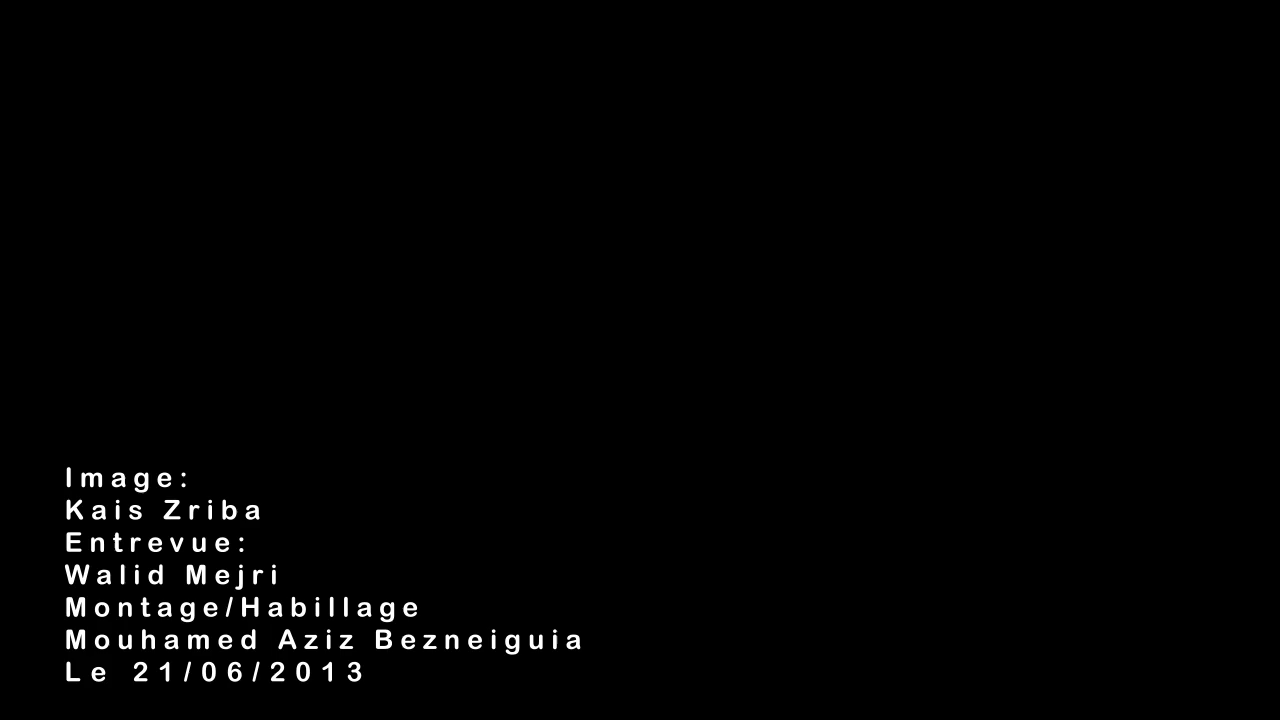 Image:
Kais Zriba
Entrevue:
Walid Mejri
Montage/Habillage
Mouhamed Aziz Bezneiguia
Le 21/06/2013